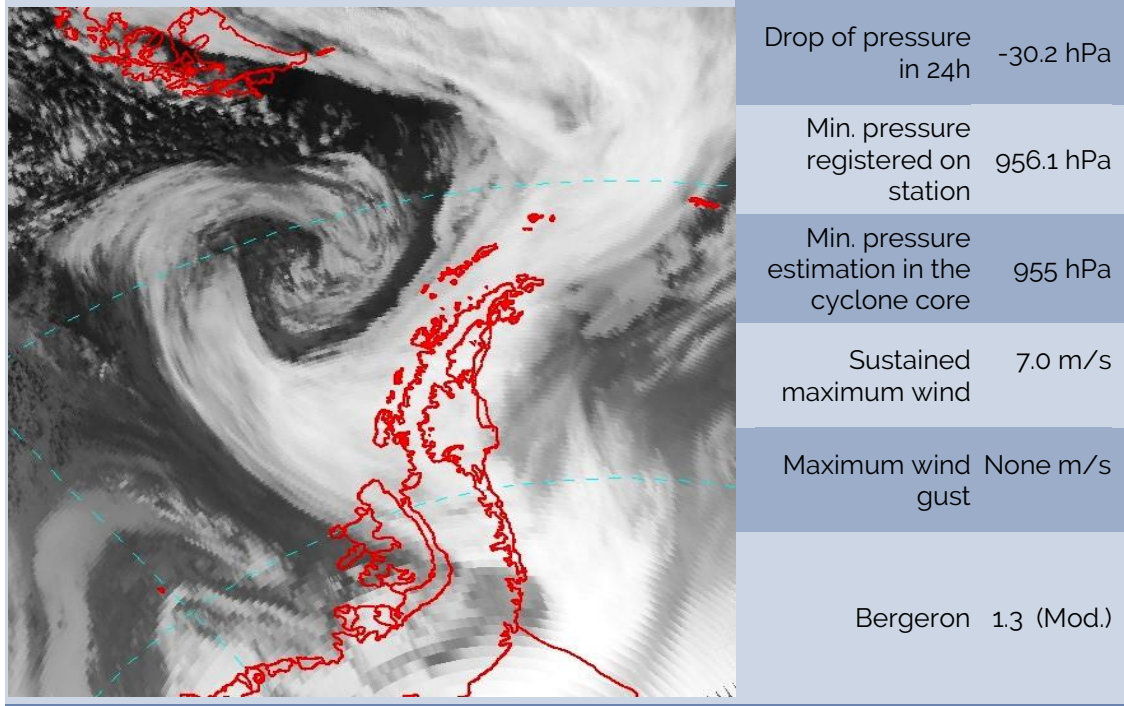 Drop of pressure
in 24h
-30.2 hPa
Min. pressure
registered on
station
956.1 hPa
Min. pressure
estimation in the
cyclone core
955 hPa
Sustained
maximum wind
7.0 m/s
Maximum wind
gust
None m/s
Bergeron
1.3 (Mod.)